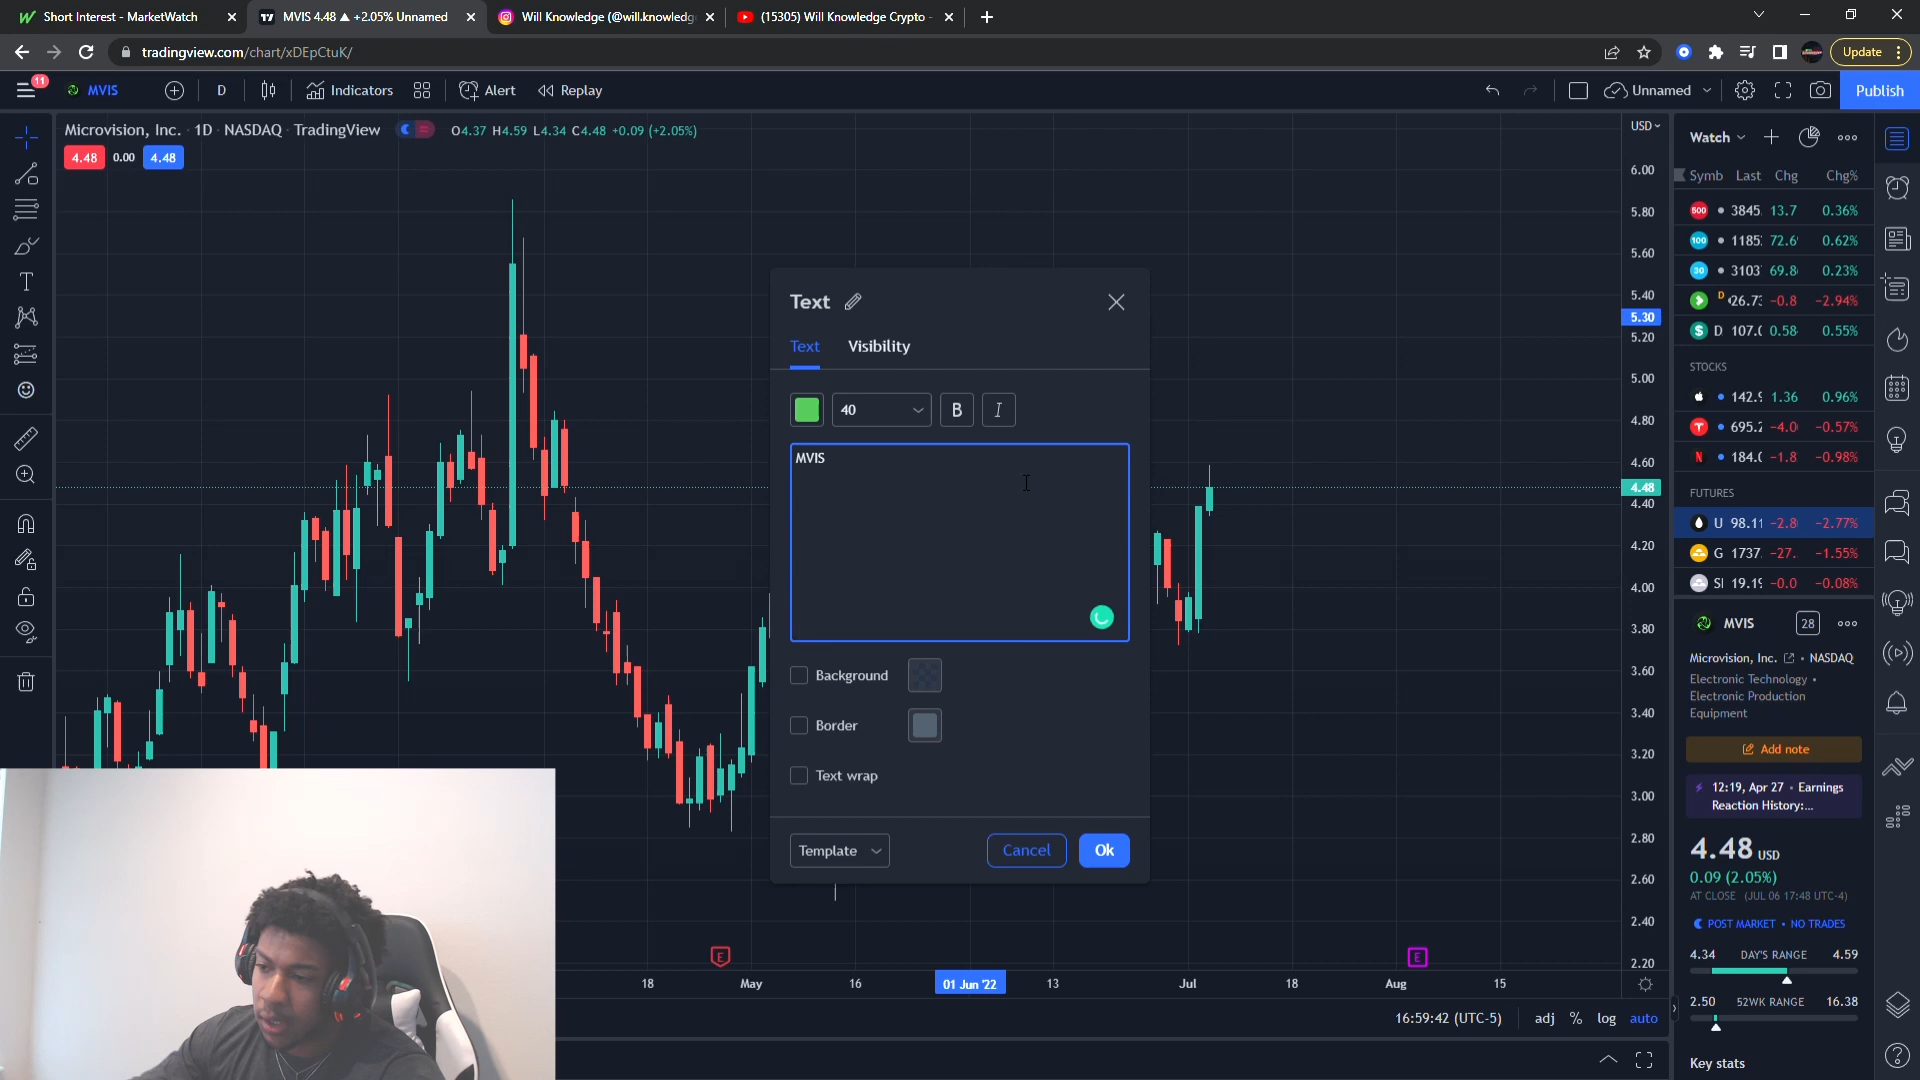 Short Interest - MarketWatch
MVIS 4.48 ▲ +2.05% Unnamed
Will Knowledge (@will.knowledg
(15305) Will Knowledge Crypto -
tradingview.com/chart/xDEpCtuK/
Update
11
MVIS
D
Indicators
Alert
Replay
Unnamed
Publish
Microvision, Inc. · 1D · NASDAQ · TradingView
O4.37 H4.59 L4.34 C4.48 +0.09 (+2.05%)
4.48 0.00 4.48
USD
6.00
5.80
5.60
5.40
5.30
5.20
5.00
4.80
4.60
4.48
4.40
4.20
4.00
3.80
3.60
3.40
3.20
3.00
2.80
2.60
2.40
2.20
Text
Text Visibility
40 B I
MVIS
Background
Border
Text wrap
Template
Cancel
Ok
E
E
18 May 16 01 Jun '22 13 Jul 18 Aug 15
16:59:42 (UTC-5) adj % log auto
Watch
Symb Last Chg Chg%
500 3845. 13.7 0.36%
100 1185 72.6 0.62%
30 3103 69.8 0.23%
D 26.73 -0.8 -2.94%
$ D 107.( 0.58 0.55%
STOCKS
142.9 1.36 0.96%
T 695.2 -4.0 -0.57%
N 184.( -1.8 -0.98%
FUTURES
U 98.11 -2.8 -2.77%
G 1737. -27. -1.55%
SI 19.19 -0.0 -0.08%
MVIS 28
Microvision, Inc. • NASDAQ
Electronic Technology •
Electronic Production
Equipment
Add note
12:19, Apr 27 • Earnings
Reaction History:...
4.48 USD
0.09 (2.05%)
AT CLOSE (JUL 06 17:48 UTC-4)
POST MARKET • NO TRADES
4.34 DAY'S RANGE 4.59
2.50 52WK RANGE 16.38
Key stats